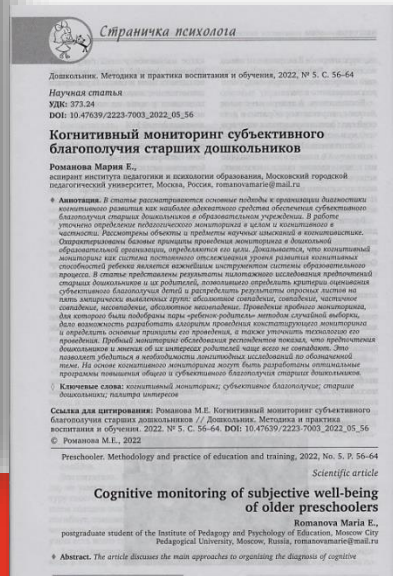 Страничка психолога
Дошкольник. Методика и практика воспитания и обучения, 2022, № 5. С. 56–64
Научная статья
УДК: 373.24
DOI: 10.47639/2223-7003_2022_05_56
Когнитивный мониторинг субъективного
благополучия старших дошкольников
Романова Мария Е.,
аспирант института педагогики и психологии образования, Московский городской
педагогический университет, Москва, Россия, romanovamarie@mail.ru
Аннотация. В статье рассматриваются основные подходы к организации диагностики
когнитивного развития как наиболее адекватного средства обеспечения субъективного
благополучия старших дошкольников в образовательном учреждении. В работе
уточнено определение педагогического мониторинга в целом и когнитивного в
частности. Рассмотрены объекты и предметы научных изысканий в когнитивистике.
Охарактеризованы базовые принципы проведения мониторинга в дошкольной
образовательной организации, определяются его цели. Доказывается, что когнитивный
мониторинг как система постоянного отслеживания уровня развития когнитивных
способностей ребенка является важнейшим инструментом системы образовательного
процесса. В статье представлены результаты пилотажного исследования предпочтений
старших дошкольников и их родителей, позволившего определить критерии оценивания
субъективного благополучия детей и распределить результаты опросных листов на
пять эмпирически выявленных групп: абсолютное совпадение, совпадение, частичное
совпадение, несовпадение, абсолютное несовпадение. Проведение пробного мониторинга,
для которого были подобраны пары «ребенок-родитель» методом случайной выборки,
дало возможность разработать алгоритм проведения констатирующего мониторинга
и определить основные принципы его проведения, а также уточнить технологию его
проведения. Пробный мониторинг обследования респондентов показал, что предпочтения
дошкольников и мнения об их интересах родителей чаще всего не совпадают. Это
позволяет убедиться в необходимости лонгитюдных исследований по обозначенной
теме. На основе когнитивного мониторинга могут быть разработаны оптимальные
программы повышения общего и субъективного благополучия старших дошкольников.
Ключевые слова: когнитивный мониторинг; субъективное благополучие; старшие
дошкольники; палитра интересов
Ссылка для цитирования: Романова М.Е. Когнитивный мониторинг субъективного
благополучия старших дошкольников // Дошкольник. Методика и практика
воспитания и обучения. 2022. № 5. С. 56–64. DOI: 10.47639/2223-7003_2022_05_56
© Романова М.Е., 2022
Preschooler. Methodology and practice of education and training, 2022, No. 5. P. 56–64
Scientific article
Cognitive monitoring of subjective well-being
of older preschoolers
Romanova Maria E.,
postgraduate student of the Institute of Pedagogy and Psychology of Education, Moscow City
Pedagogical University, Moscow, Russia, romanovamarie@mail.ru
Abstract. The article discusses the main approaches to organising the diagnosis of cognitive